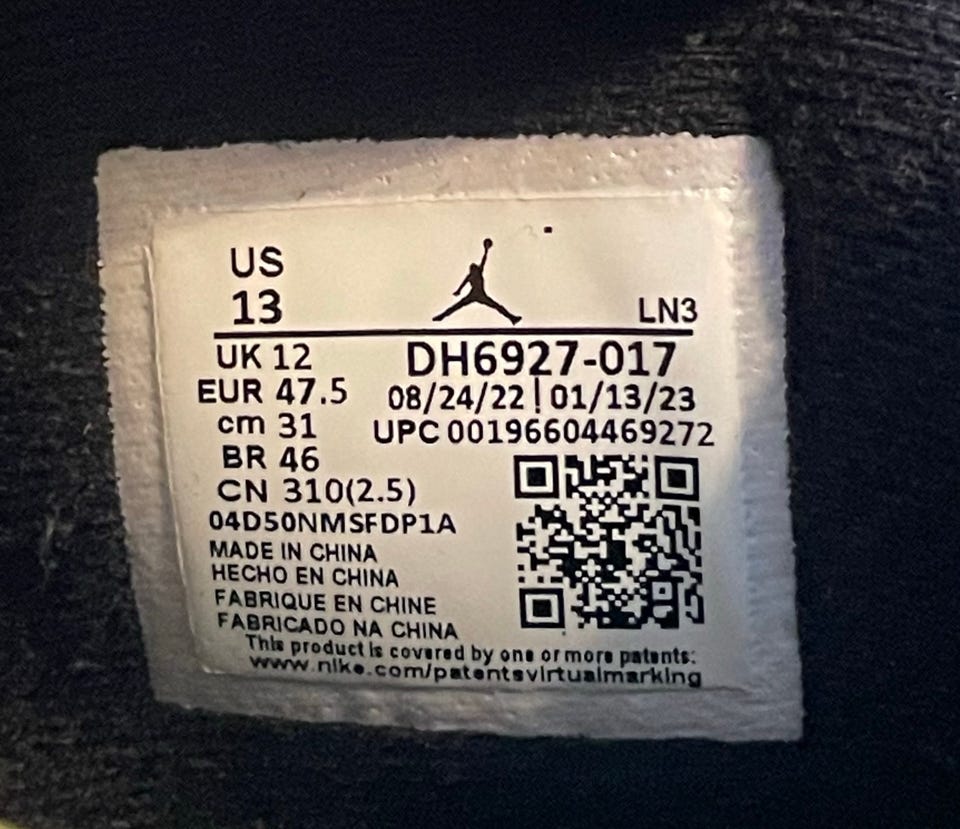 US
13
LN3
UK 12
DH6927-017
EUR 47.5
08/24/22 | 01/13/23
cm 31
UPC 00196604469272
BR 46
CN 310(2.5)
04D50NMSFDP1A
MADE IN CHINA
HECHO EN CHINA
FABRIQUE EN CHINE
FABRICADO NA CHINA
This product is covered by one or more patents:
www.nike.com/patentsvirtualmarking